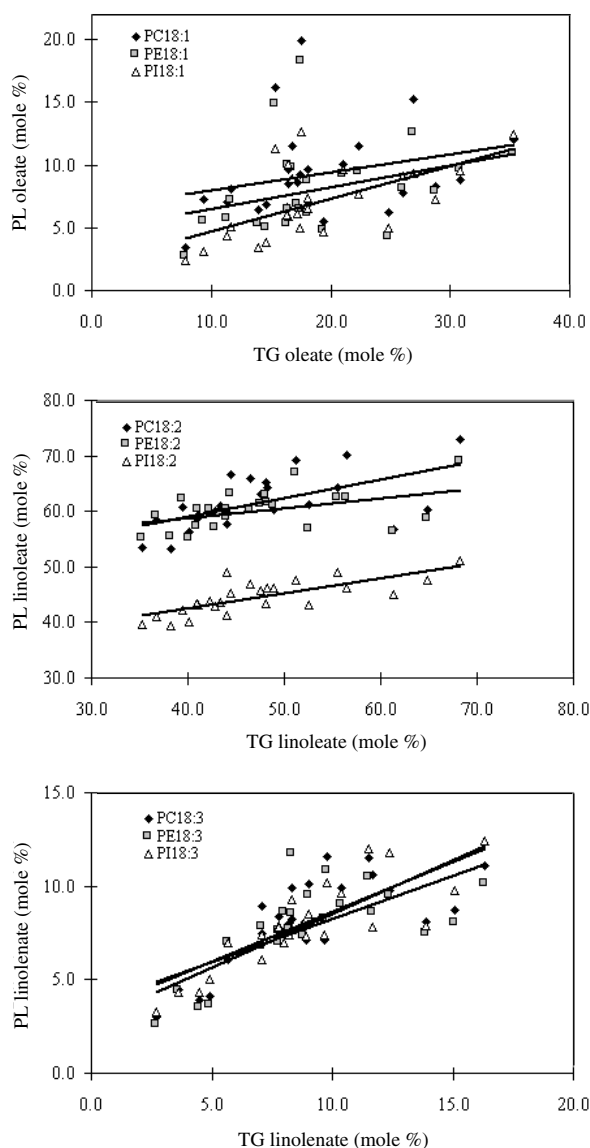 PL oleate (mole %)
20.0
15.0
10.0
5.0
0.0
PC18:1
PE18:1
PI18:1
0.0 10.0 20.0 30.0 40.0
TG oleate (mole %)
PL linoleate (mole %)
80.0
70.0
60.0
50.0
40.0
30.0
PC18:2
PE18:2
PI18:2
30.0 40.0 50.0 60.0 70.0 80.0
TG linoleate (mole %)
PL linolenate (mole %)
15.0
10.0
5.0
0.0
PC18:3
PE18:3
PI18:3
0.0 5.0 10.0 15.0 20.0
TG linolenate (mole %)